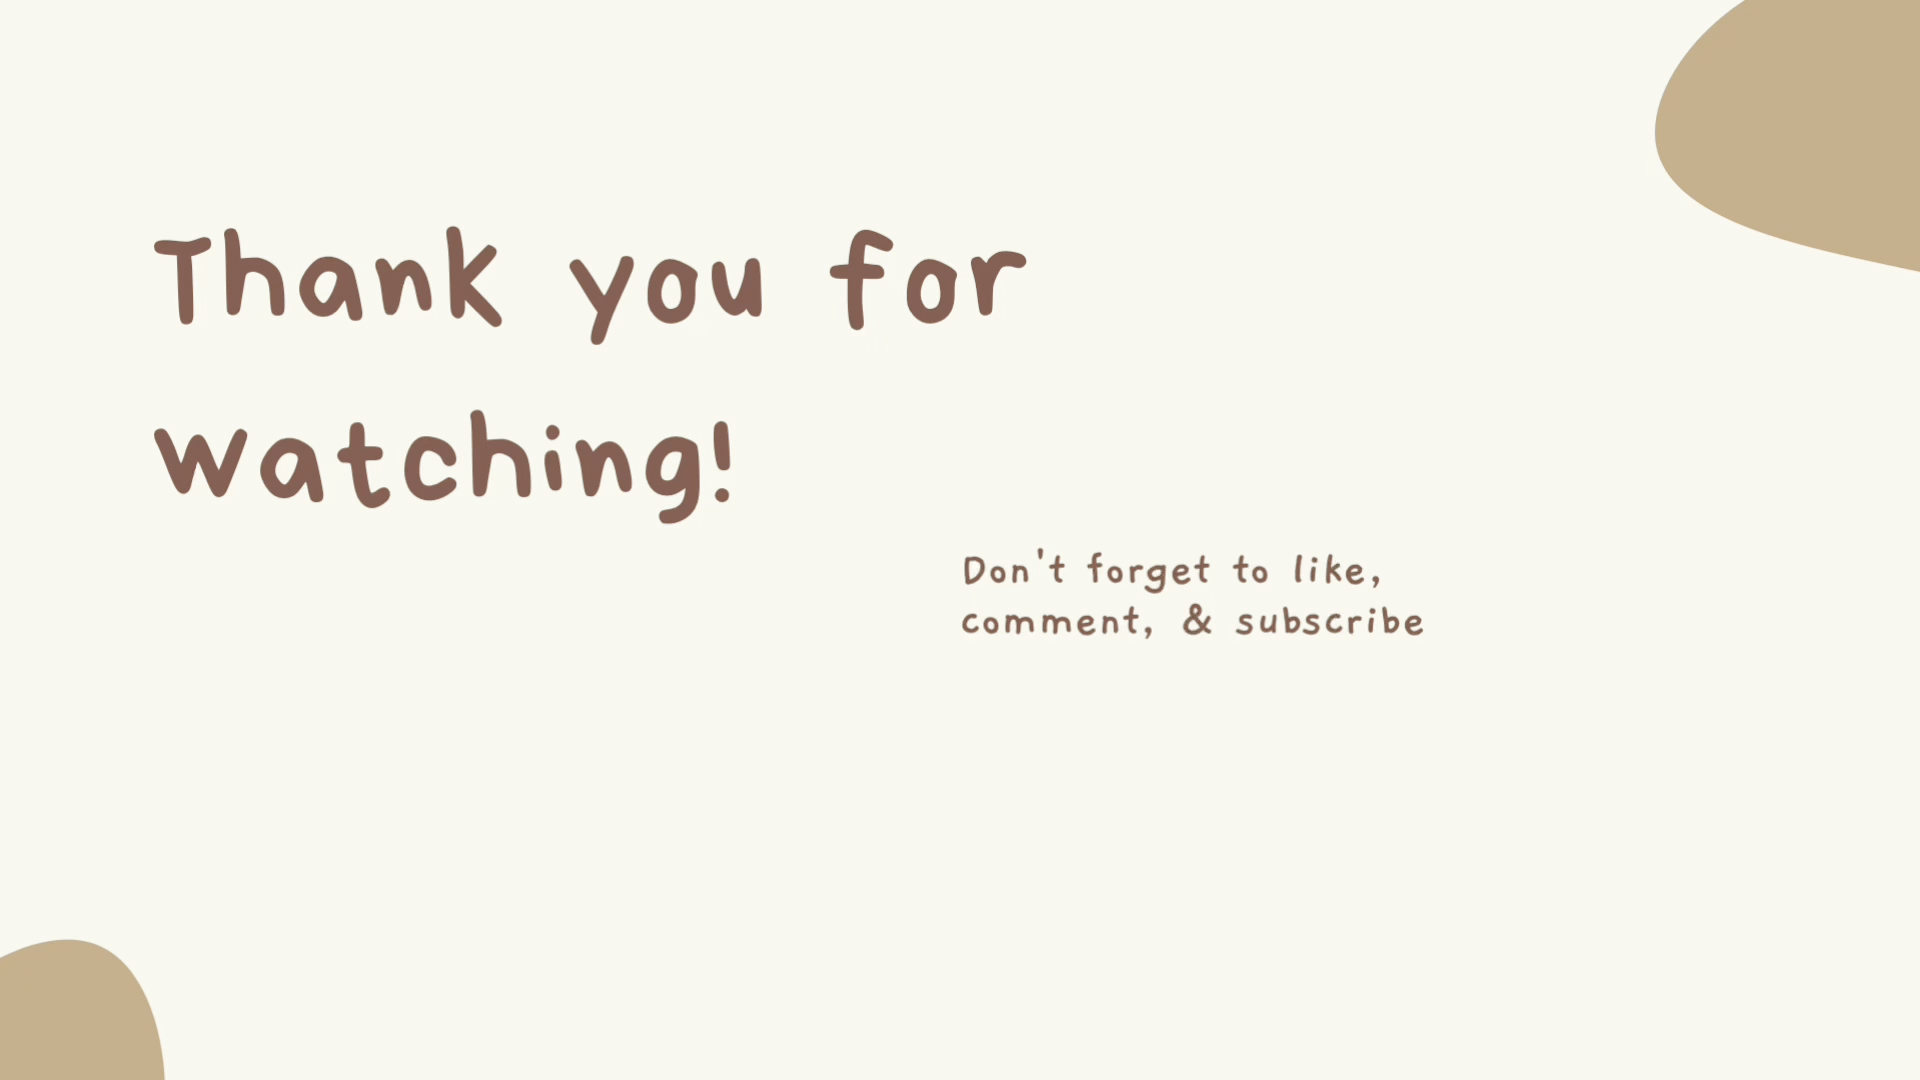 Thank you for
watching!
Don't forget to like,
comment, & subscribe